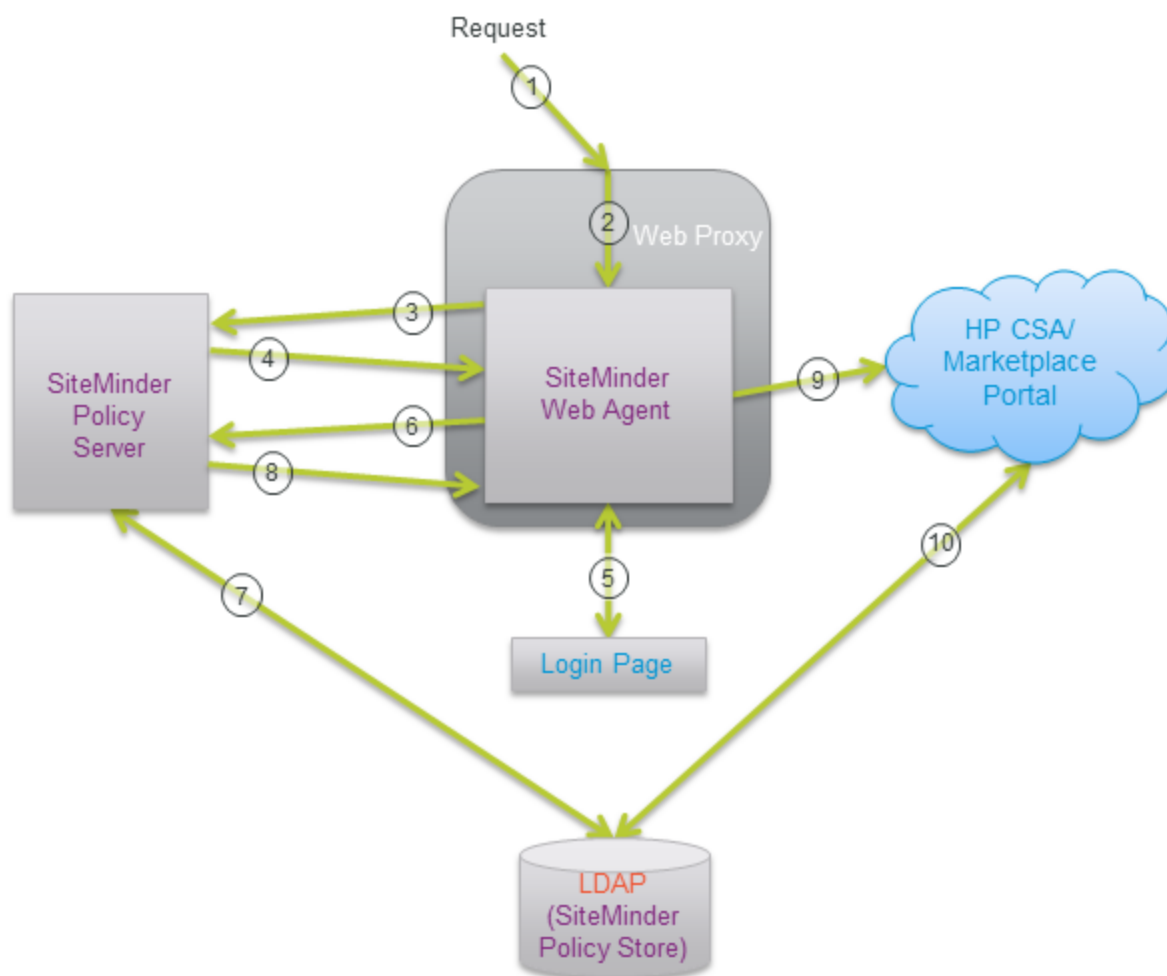 Request
1
2
Web Proxy
3
4
6
8
SiteMinder
Policy
Server
SiteMinder
Web Agent
9
HP CSA/
Marketplace
Portal
5
7
10
Login Page
LDAP
(SiteMinder
Policy Store)